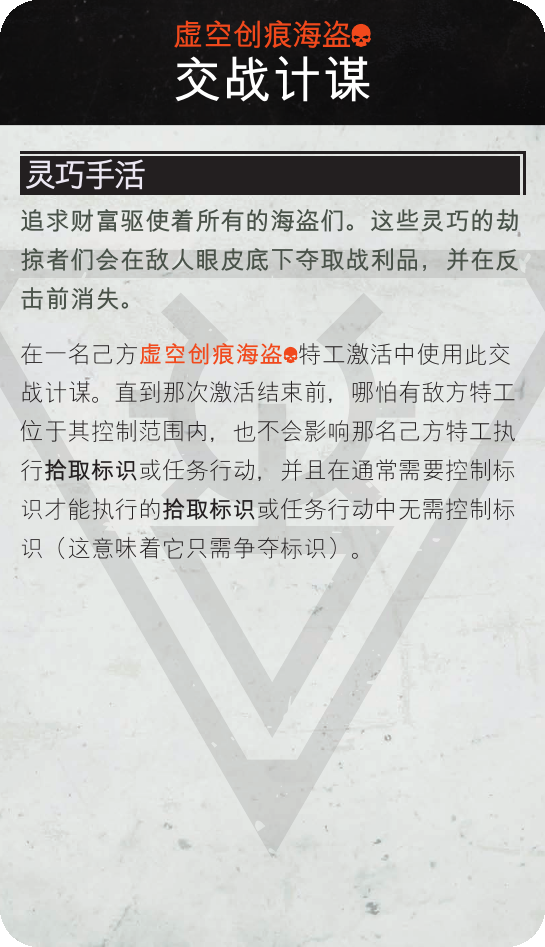 虚空创痕海盗
交战计谋
灵巧手活
追求财富驱使着所有的海盗们。这些灵巧的劫
掠者们会在敌人眼皮底下夺取战利品，并在反
击前消失。
在一名己方虚空创痕海盗特工激活中使用此交
战计谋。直到那次激活结束前，哪怕有敌方特工
位于其控制范围内，也不会影响那名己方特工执
行拾取标识或任务行动，并且在通常需要控制标
识才能执行的拾取标识或任务行动中无需控制标
识（这意味着它只需争夺标识）。